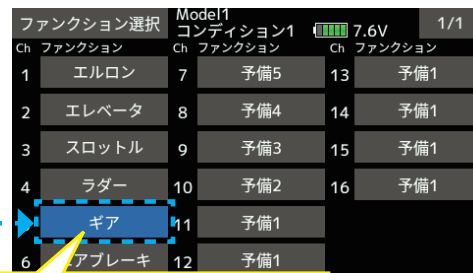 ファンクション選択 Model1 コンディション1 7.6V 1/1
Ch ファンクション Ch ファンクション Ch ファンクション
1 エルロン 7 予備5 13 予備1
2 エレベータ 8 予備4 14 予備1
3 スロットル 9 予備3 15 予備1
4 ラダー 10 予備2 16 予備1
ギア 11 予備1
6 アブレーキ 12 予備1